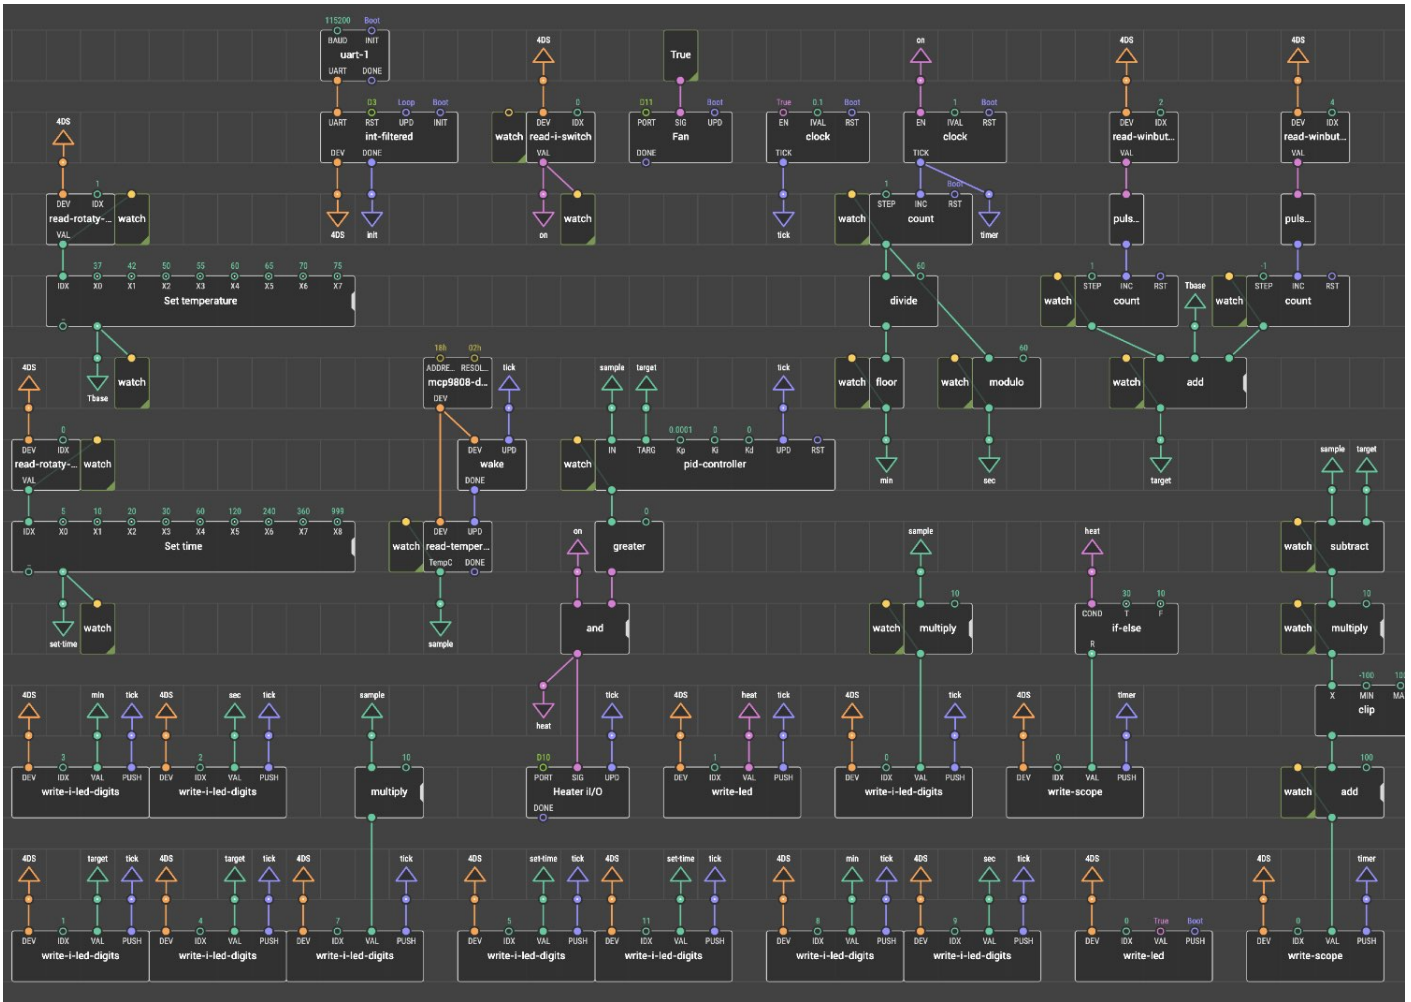 115200 Boot
BAUD INIT
uart-1
UART DONE
4DS
True
on
4DS
4DS
D3 Loop Boot
UART RST UPD INIT
int-filtered
DEV DONE
4DS init
watch
0
DEV IDX
read-i-switch
VAL
on
watch
D11 Boot
PORT SIG UPD
Fan
DONE
True 0.1 Boot
EN IVAL RST
clock
TICK
tick
1 Boot
EN IVAL RST
clock
TICK
timer
2
DEV IDX
read-winbut...
VAL
4
DEV IDX
read-winbut...
VAL
4DS
1
DEV IDX
read-rotaty-...
VAL
watch
watch
1 Boot
STEP INC RST
count
puls...
puls...
37 42 50 55 60 65 70 75
IDX X0 X1 X2 X3 X4 X5 X6 X7
Set temperature
Tbase
watch
60
divide
watch
1
STEP INC RST
count
Tbase
watch
-1
STEP INC RST
count
4DS
0
DEV IDX
read-rotaty-...
VAL
watch
18h 02h
ADDRE... RESOL...
mcp9808-d...
DEV
tick
DEV UPD
wake
DONE
sample target tick
watch
floor
min
watch
60
modulo
sec
watch
add
target
watch
0.0001 0 0
IN TARG Kp Ki Kd UPD RST
pid-controller
sample target
5 10 20 30 60 120 240 360 999
IDX X0 X1 X2 X3 X4 X5 X6 X7 X8
Set time
set-time
watch
watch
DEV UPD
read-temper...
TempC DONE
sample
on
0
greater
sample
heat
watch
subtract
and
heat
watch
10
multiply
30 10
COND T F
if-else
R
watch
10
multiply
-100 100
X MIN MA
clip
4DS min tick
3
DEV IDX VAL PUSH
write-i-led-digits
4DS sec tick
2
DEV IDX VAL PUSH
write-i-led-digits
sample
10
multiply
tick
D10
PORT SIG UPD
Heater il/O
DONE
4DS heat tick
1
DEV IDX VAL PUSH
write-led
4DS tick
0
DEV IDX VAL PUSH
write-i-led-digits
4DS timer
0
DEV IDX VAL PUSH
write-scope
watch
100
add
4DS target tick
1
DEV IDX VAL PUSH
write-i-led-digits
4DS target tick
4
DEV IDX VAL PUSH
write-i-led-digits
4DS tick
7
DEV IDX VAL PUSH
write-i-led-digits
4DS set-time tick
5
DEV IDX VAL PUSH
write-i-led-digits
4DS set-time tick
11
DEV IDX VAL PUSH
write-i-led-digits
4DS min tick
8
DEV IDX VAL PUSH
write-i-led-digits
4DS sec tick
9
DEV IDX VAL PUSH
write-i-led-digits
4DS
0 True Boot
DEV IDX VAL PUSH
write-led
4DS timer
0
DEV IDX VAL PUSH
write-scope